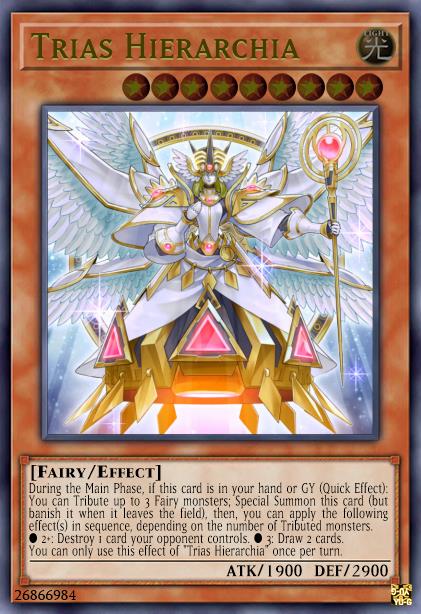 TRIAS HIERARCHIA
LIGHT
光
[FAIRY/EFFECT]
During the Main Phase, if this card is in your hand or GY (Quick Effect):
You can Tribute up to 3 Fairy monsters; Special Summon this card (but
banish it when it leaves the field), then, you can apply the following
effect(s) in sequence, depending on the number of Tributed monsters.
● 2+: Destroy 1 card your opponent controls. ● 3: Draw 2 cards.
You can only use this effect of "Trias Hierarchia" once per turn.
ATK/1900 DEF/2900
26866984